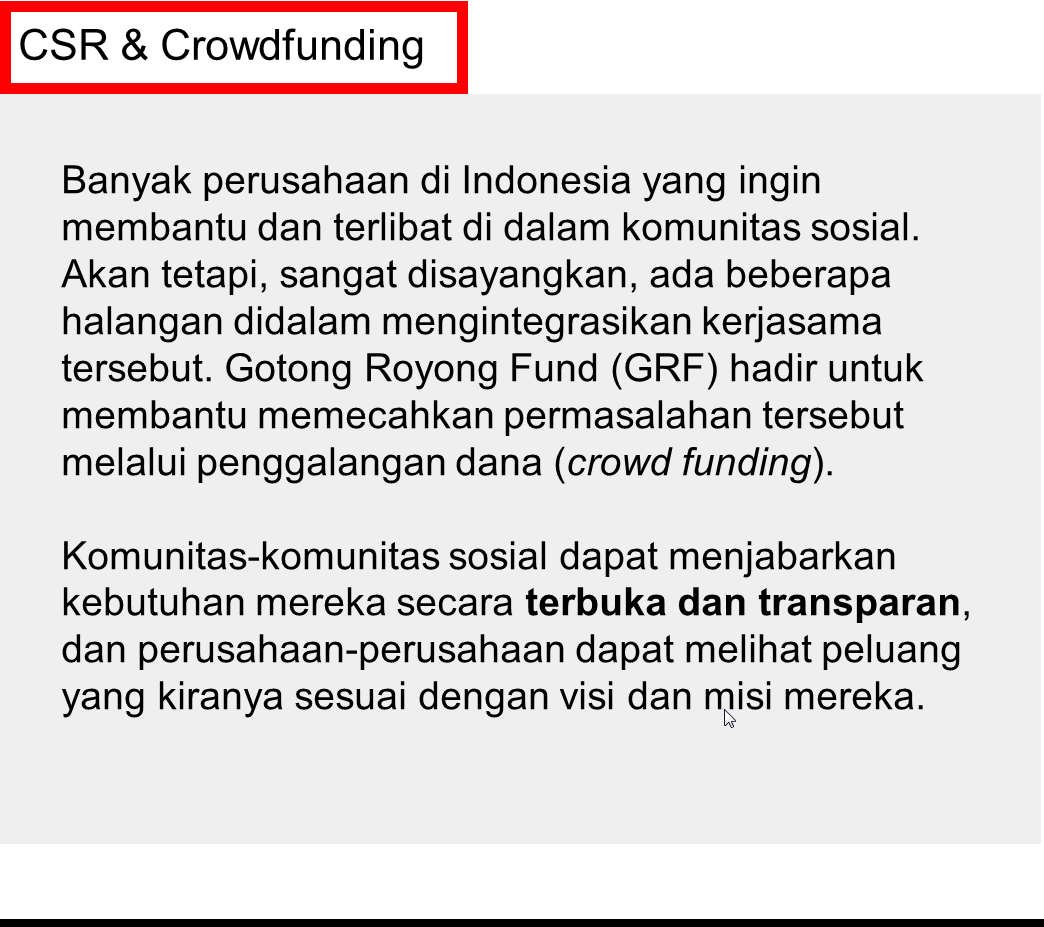 CSR & Crowdfunding
Banyak perusahaan di Indonesia yang ingin
membantu dan terlibat di dalam komunitas sosial.
Akan tetapi, sangat disayangkan, ada beberapa
halangan didalam mengintegrasikan kerjasama
tersebut. Gotong Royong Fund (GRF) hadir untuk
membantu memecahkan permasalahan tersebut
melalui penggalangan dana (crowd funding).
Komunitas-komunitas sosial dapat menjabarkan
kebutuhan mereka secara terbuka dan transparan,
dan perusahaan-perusahaan dapat melihat peluang
yang kiranya sesuai dengan visi dan misi mereka.